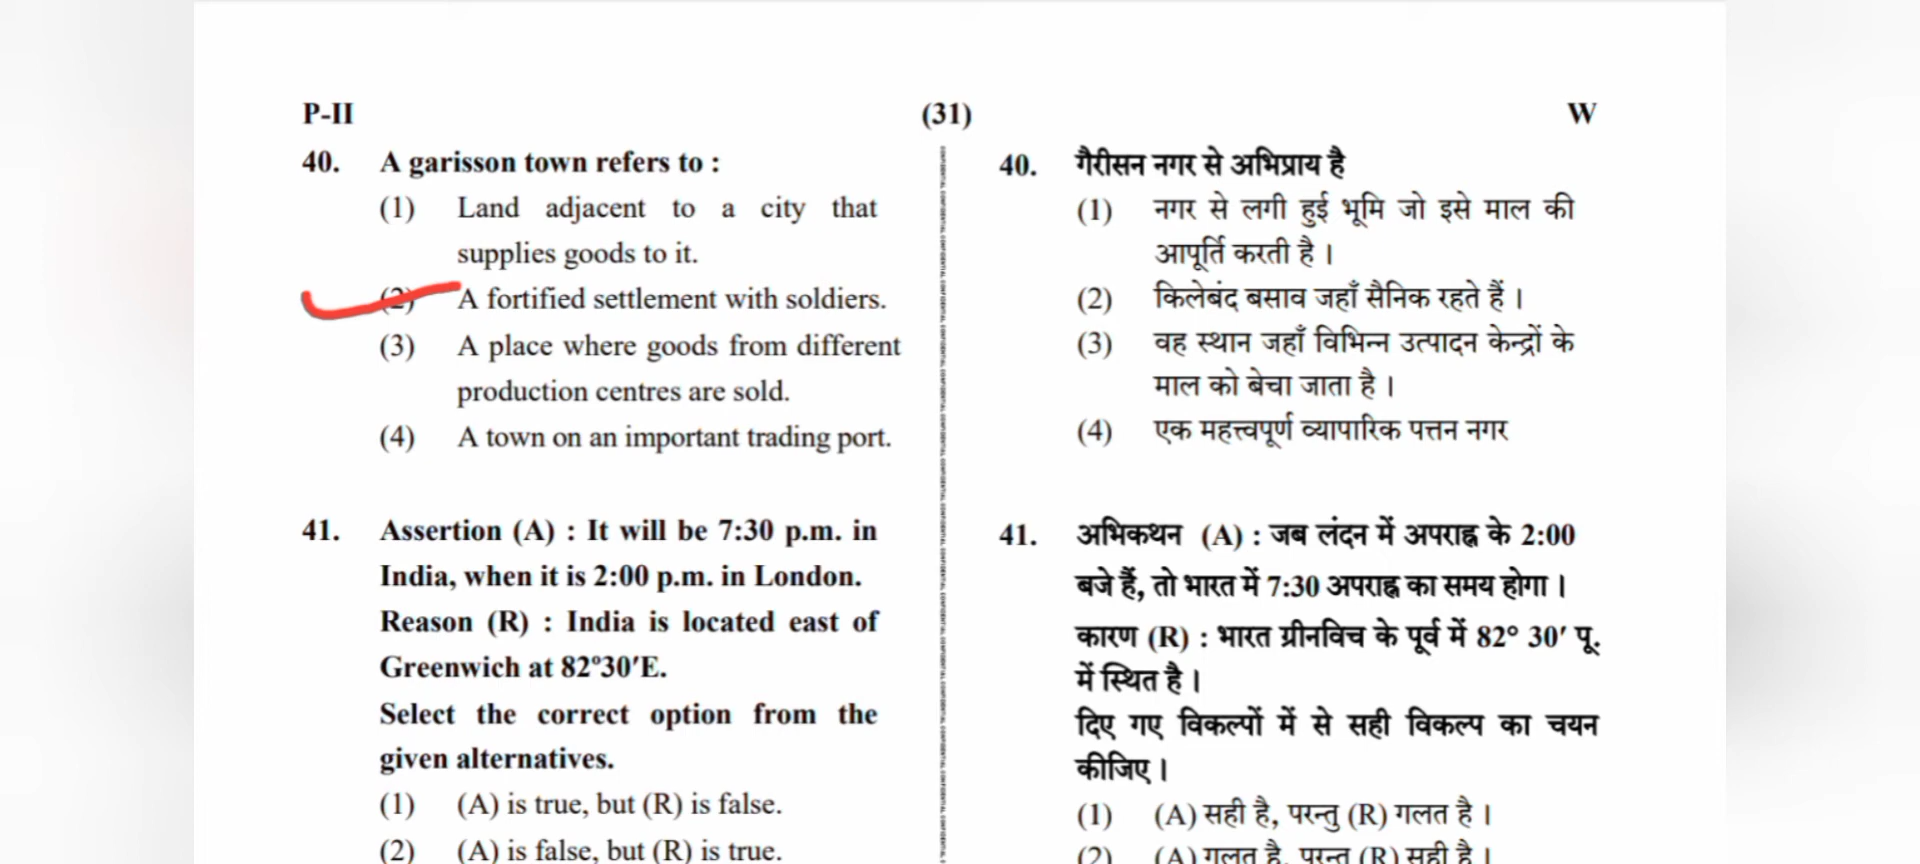 P-II
(31)
W
40. A garisson town refers to :
(1) Land adjacent to a city that
supplies goods to it.
(2) A fortified settlement with soldiers.
(3) A place where goods from different
production centres are sold.
(4) A town on an important trading port.
41. Assertion (A) : It will be 7:30 p.m. in
India, when it is 2:00 p.m. in London.
Reason (R) : India is located east of
Greenwich at 82°30′E.
Select the correct option from the
given alternatives.
(1) (A) is true, but (R) is false.
(2) (A) is false, but (R) is true.
40. गैरीसन नगर से अभिप्राय है
(1) नगर से लगी हुई भूमि जो इसे माल की
आपूर्ति करती है ।
(2) किलेबंद बसाव जहाँ सैनिक रहते हैं ।
(3) वह स्थान जहाँ विभिन्न उत्पादन केन्द्रों के
माल को बेचा जाता है ।
(4) एक महत्त्वपूर्ण व्यापारिक पत्तन नगर
41. अभिकथन (A) : जब लंदन में अपराह्न के 2:00
बजे हैं, तो भारत में 7:30 अपराह्न का समय होगा ।
कारण (R) : भारत ग्रीनविच के पूर्व में 82° 30′ पू.
में स्थित है ।
दिए गए विकल्पों में से सही विकल्प का चयन
कीजिए ।
(1) (A) सही है, परन्तु (R) गलत है ।
(2) (A) गलत है, परन्तु (R) सही है ।